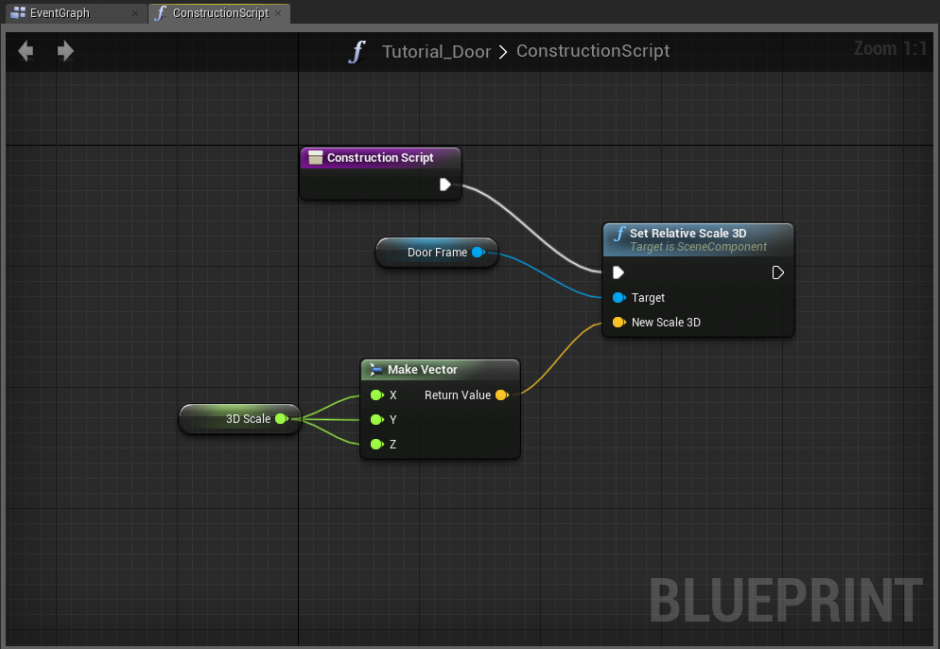 EventGraph
ConstructionScript
Tutorial_Door > ConstructionScript
Zoom 1:1
Construction Script
Door Frame
Set Relative Scale 3D
Target is SceneComponent
Target
New Scale 3D
Make Vector
X Return Value
Y
Z
3D Scale
BLUEPRINT